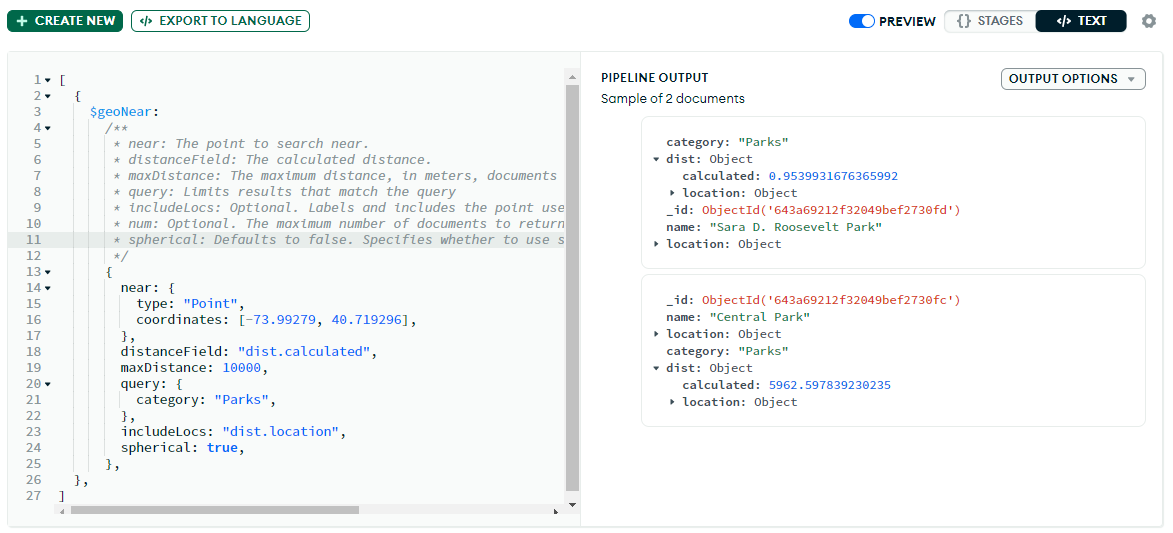 + CREATE NEW </> EXPORT TO LANGUAGE PREVIEW {} STAGES </> TEXT
1 [
2 {
3 $geoNear:
4 /**
5 * near: The point to search near.
6 * distanceField: The calculated distance.
7 * maxDistance: The maximum distance, in meters, documents
8 * query: Limits results that match the query
9 * includeLocs: Optional. Labels and includes the point use
10 * num: Optional. The maximum number of documents to return
11 * spherical: Defaults to false. Specifies whether to use s
12 */
13 {
14 near: {
15 type: "Point",
16 coordinates: [-73.99279, 40.719296],
17 },
18 distanceField: "dist.calculated",
19 maxDistance: 10000,
20 query: {
21 category: "Parks",
22 },
23 includeLocs: "dist.location",
24 spherical: true,
25 },
26 },
27 ]
PIPELINE OUTPUT
Sample of 2 documents
OUTPUT OPTIONS
category: "Parks"
dist: Object
calculated: 0.9539931676365992
location: Object
_id: ObjectId('643a69212f32049bef2730fd')
name: "Sara D. Roosevelt Park"
location: Object
_id: ObjectId('643a69212f32049bef2730fc')
name: "Central Park"
location: Object
category: "Parks"
dist: Object
calculated: 5962.597839230235
location: Object